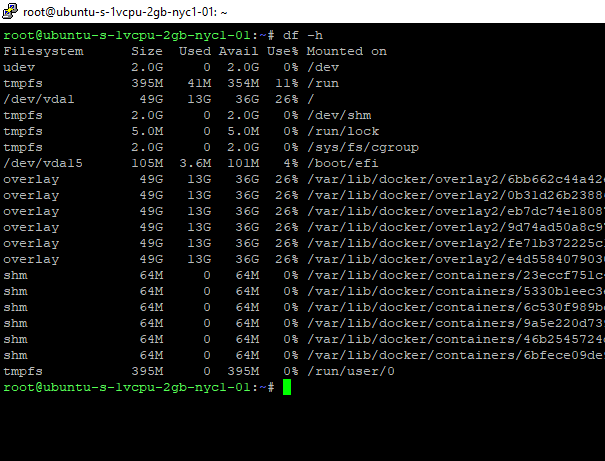 root@ubuntu-s-1vcpu-2gb-nyc1-01: ~
root@ubuntu-s-1vcpu-2gb-nyc1-01:~# df -h
Filesystem Size Used Avail Use% Mounted on
udev 2.0G 0 2.0G 0% /dev
tmpfs 395M 41M 354M 11% /run
/dev/vda1 49G 13G 36G 26% /
tmpfs 2.0G 0 2.0G 0% /dev/shm
tmpfs 5.0M 0 5.0M 0% /run/lock
tmpfs 2.0G 0 2.0G 0% /sys/fs/cgroup
/dev/vda15 105M 3.6M 101M 4% /boot/efi
overlay 49G 13G 36G 26% /var/lib/docker/overlay2/6bb662c44a42
overlay 49G 13G 36G 26% /var/lib/docker/overlay2/0b31d26b2388
overlay 49G 13G 36G 26% /var/lib/docker/overlay2/eb7dc74e1808
overlay 49G 13G 36G 26% /var/lib/docker/overlay2/9d74ad50a8c9
overlay 49G 13G 36G 26% /var/lib/docker/overlay2/fe71b372225c
overlay 49G 13G 36G 26% /var/lib/docker/overlay2/e4d558407903
shm 64M 0 64M 0% /var/lib/docker/containers/23eccf751c
shm 64M 0 64M 0% /var/lib/docker/containers/5330b1eec3
shm 64M 0 64M 0% /var/lib/docker/containers/6c530f989b
shm 64M 0 64M 0% /var/lib/docker/containers/9a5e220d73
shm 64M 0 64M 0% /var/lib/docker/containers/46b2545724
shm 64M 0 64M 0% /var/lib/docker/containers/6bfece09de
tmpfs 395M 0 395M 0% /run/user/0
root@ubuntu-s-1vcpu-2gb-nyc1-01:~#